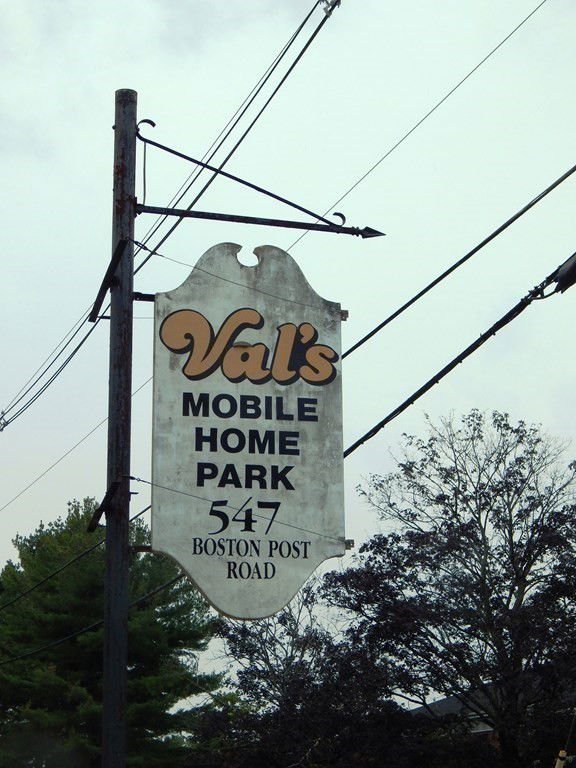 Val's
MOBILE
HOME
PARK
547
BOSTON POST
ROAD